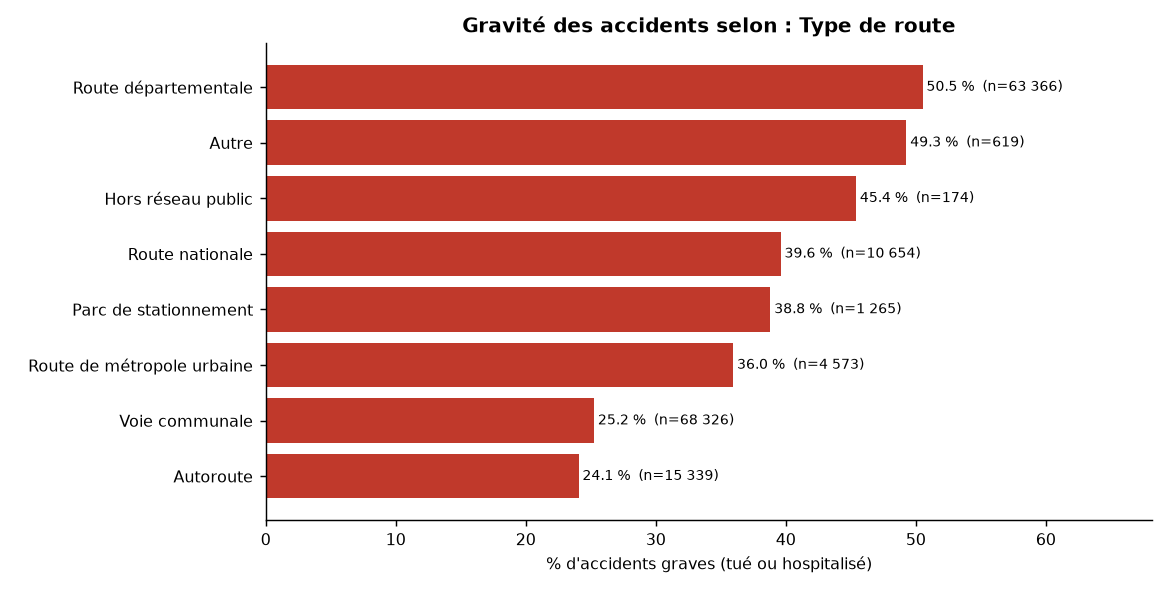 Gravité des accidents selon : Type de route
Route départementale 50.5 % (n=63 366)
Autre 49.3 % (n=619)
Hors réseau public 45.4 % (n=174)
Route nationale 39.6 % (n=10 654)
Parc de stationnement 38.8 % (n=1 265)
Route de métropole urbaine 36.0 % (n=4 573)
Voie communale 25.2 % (n=68 326)
Autoroute 24.1 % (n=15 339)
0 10 20 30 40 50 60
% d'accidents graves (tué ou hospitalisé)